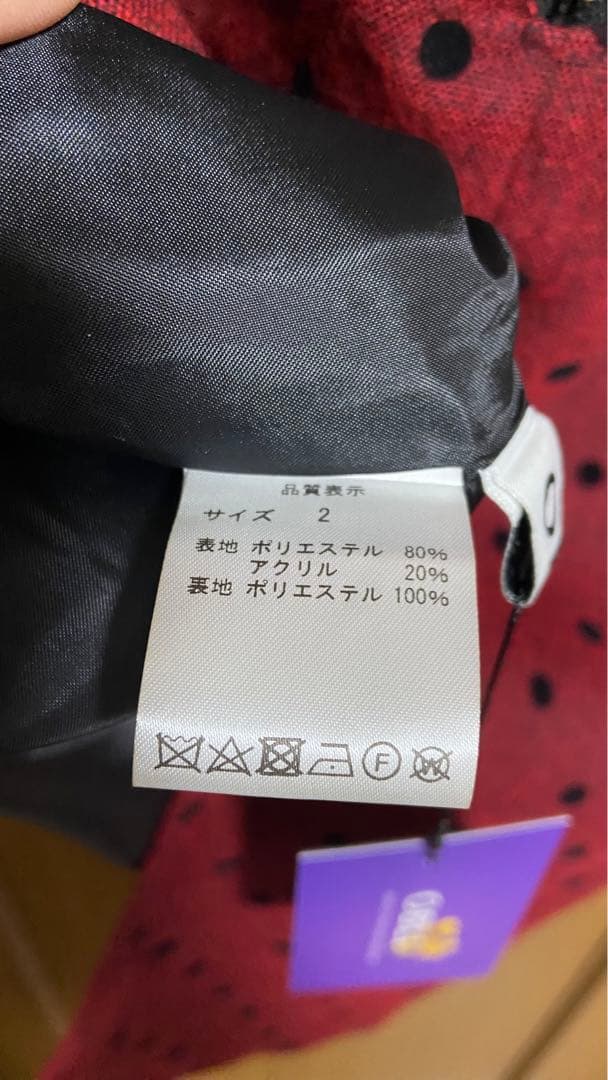 品質表示
サイズ 2
表地 ポリエステル 80%
アクリル 20%
裏地 ポリエステル 100%
F
W